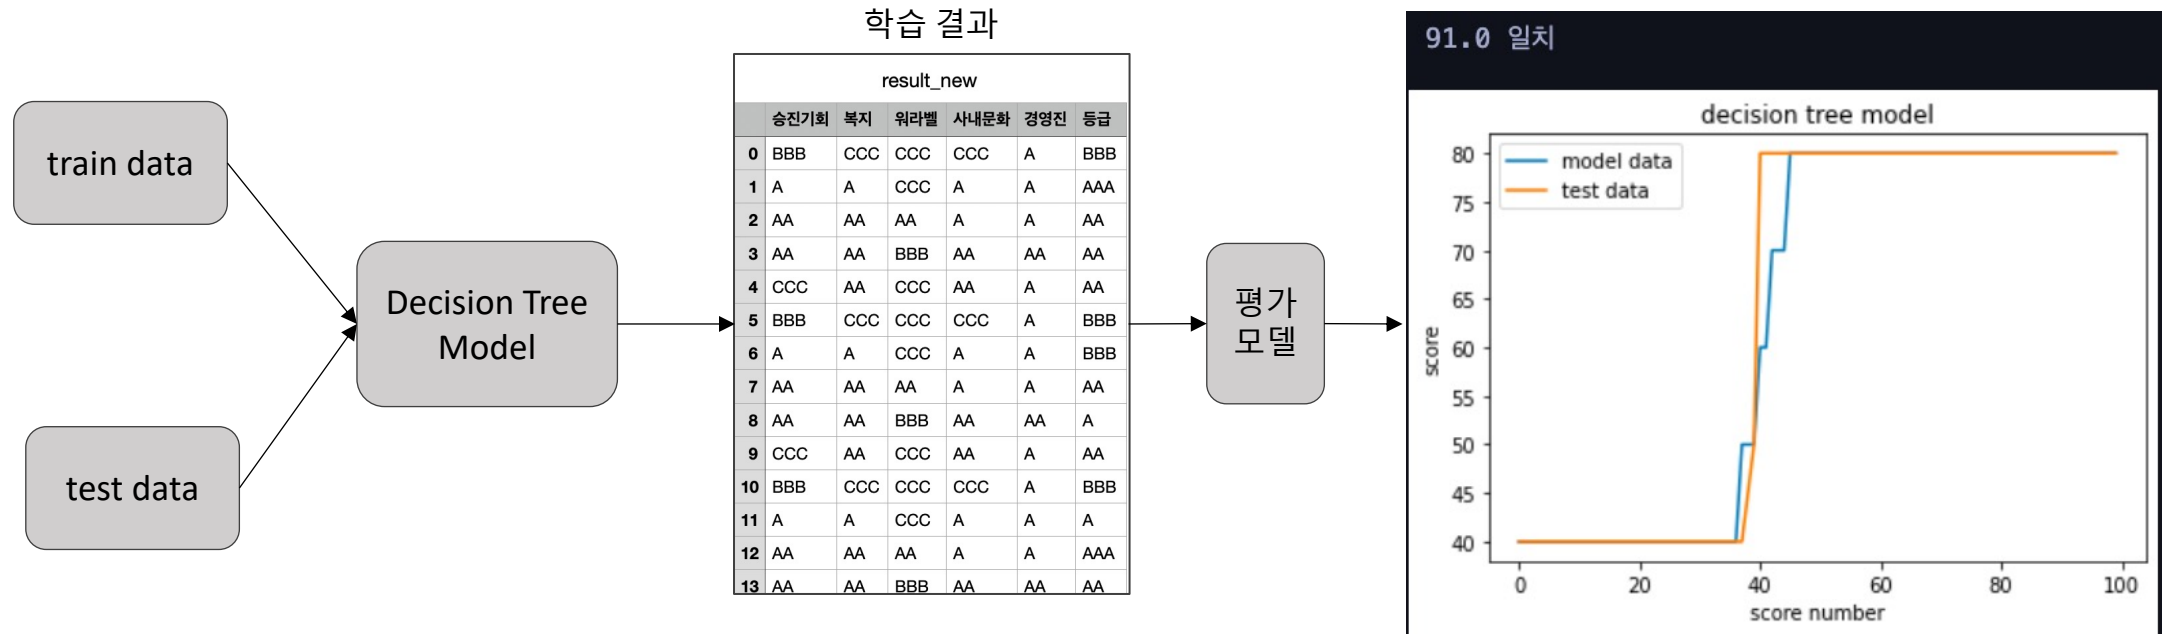 train data
test data
Decision Tree
Model
학습 결과
result_new
승진기회 복지 워라벨 사내문화 경영진 등급
0 BBB CCC CCC CCC A BBB
1 A A CCC A A AAA
2 AA AA AA A A AA
3 AA AA BBB AA AA AA
4 CCC AA CCC AA A AA
5 BBB CCC CCC CCC A BBB
6 A A CCC A A BBB
7 AA AA AA A A AA
8 AA AA BBB AA AA A
9 CCC AA CCC AA A AA
10 BBB CCC CCC CCC A BBB
11 A A CCC A A A
12 AA AA AA A A AAA
13 AA AA BBB AA AA AA
평가
모델
91.0 일치
decision tree model
model data
test data
80
75
70
65
60
55
50
45
40
score
0 20 40 60 80 100
score number